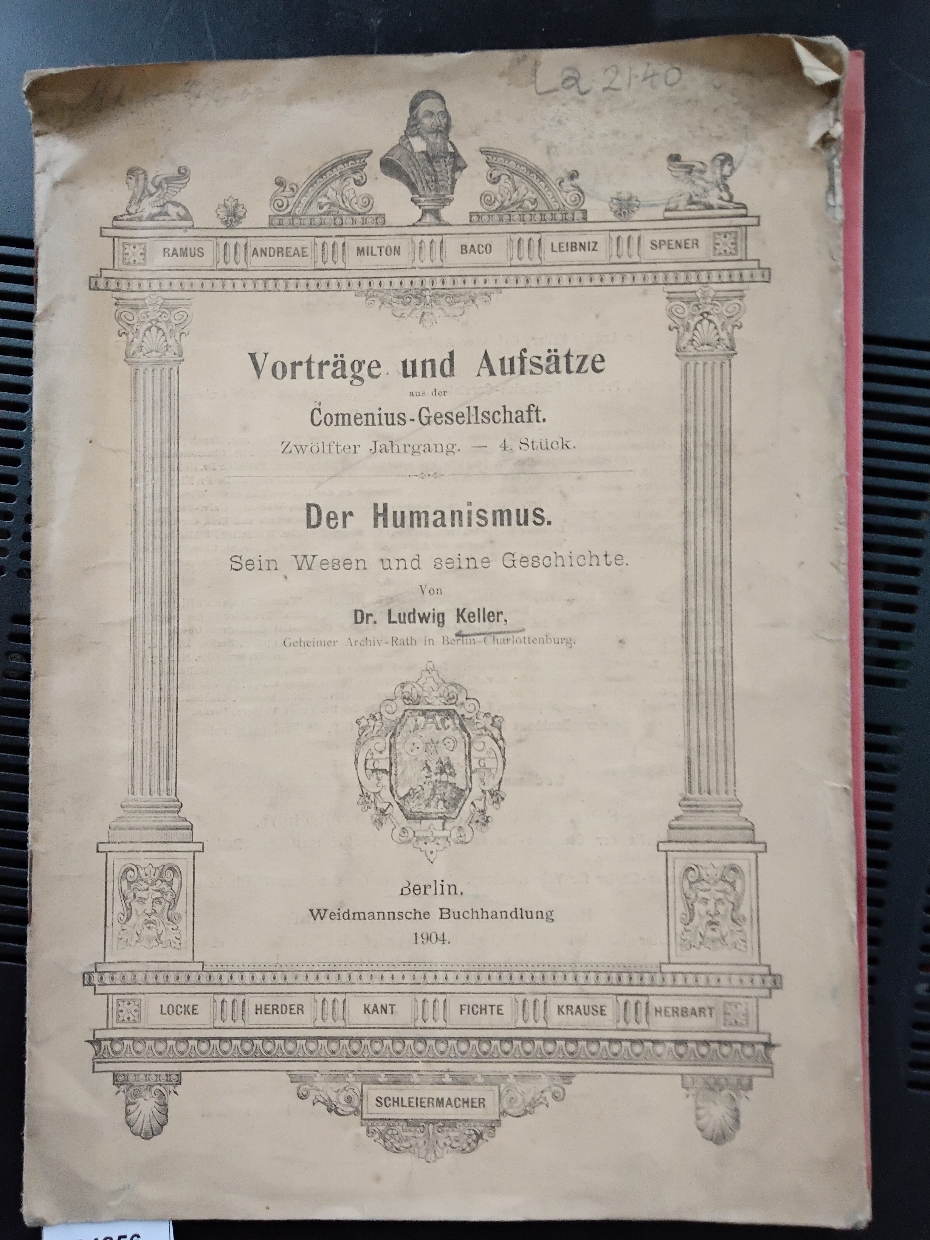 La 2140
RAMUS ANDREAE MILTON BACO LEIBNIZ SPENER
Vorträge und Aufsätze
aus der
Comenius-Gesellschaft.
Zwölfter Jahrgang. — 4. Stück.
Der Humanismus.
Sein Wesen und seine Geschichte.
Von
Dr. Ludwig Keller,
Geheimer Archiv-Rath in Berlin-Charlottenburg.
Berlin.
Weidmannsche Buchhandlung
1904.
LOCKE HERDER KANT FICHTE KRAUSE HERBART
SCHLEIERMACHER